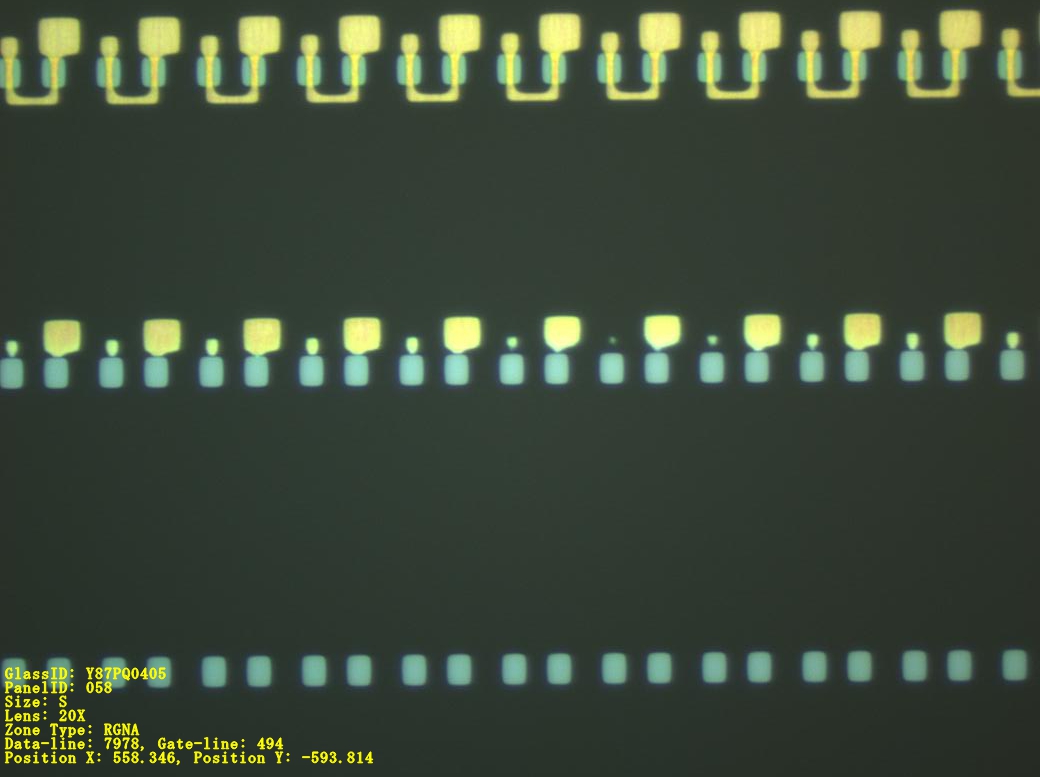 GlassID: Y87PQ0405
PanelID: 058
Size: S
Lens: 20X
Zone Type: RGNA
Data-line: 7978, Gate-line: 494
Position X: 558.346, Position Y: -593.814